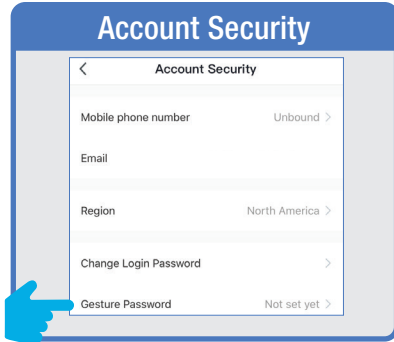 Account Security
Account Security
Mobile phone number Unbound
Email
Region North America
Change Login Password
Gesture Password Not set yet